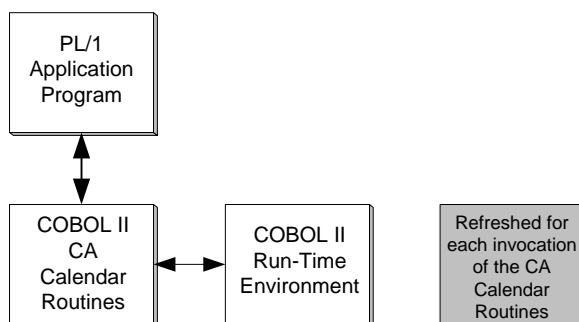 PL/1
Application
Program
COBOL II
CA
Calendar
Routines
COBOL II
Run-Time
Environment
Refreshed for
each invocation
of the CA
Calendar
Routines